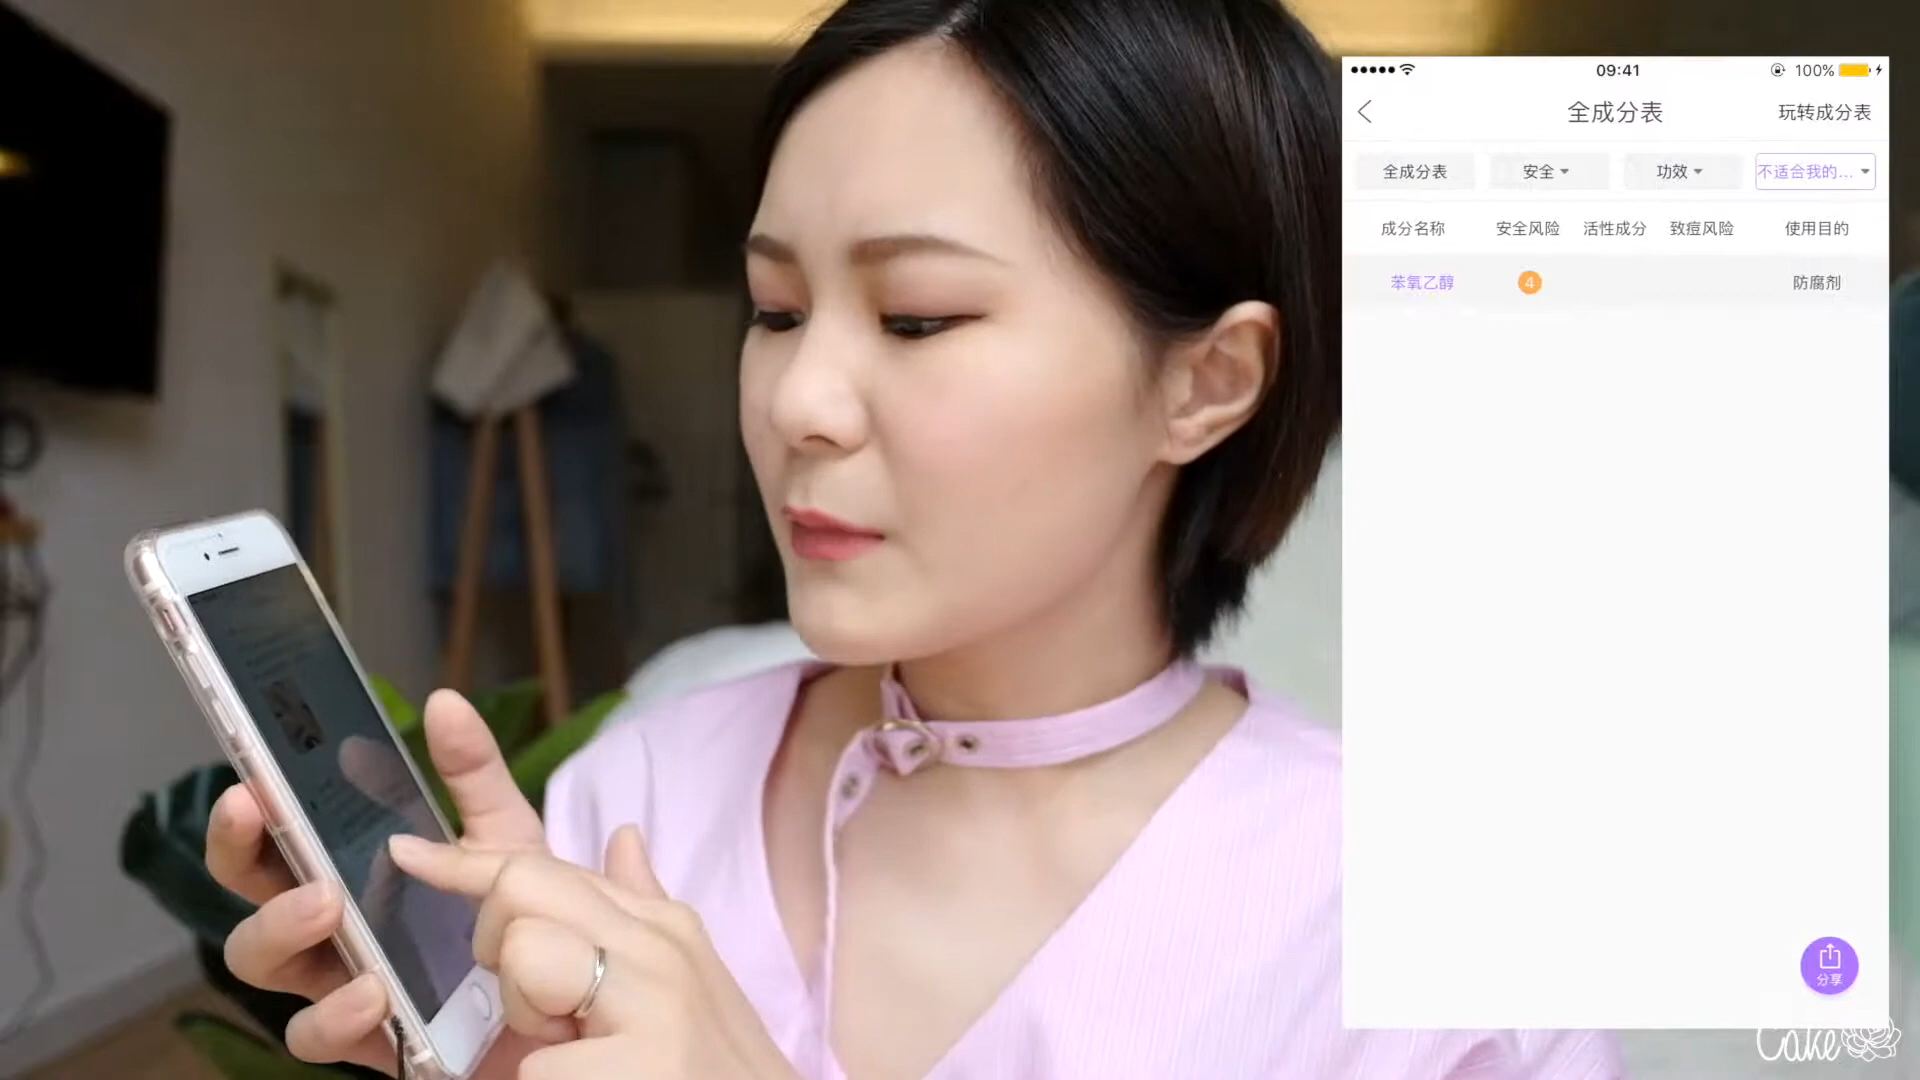 09:41
100%
全成分表
玩转成分表
全成分表 安全 功效 不适合我的...
成分名称 安全风险 活性成分 致痘风险 使用目的
苯氧乙醇 4 防腐剂
分享
Cake